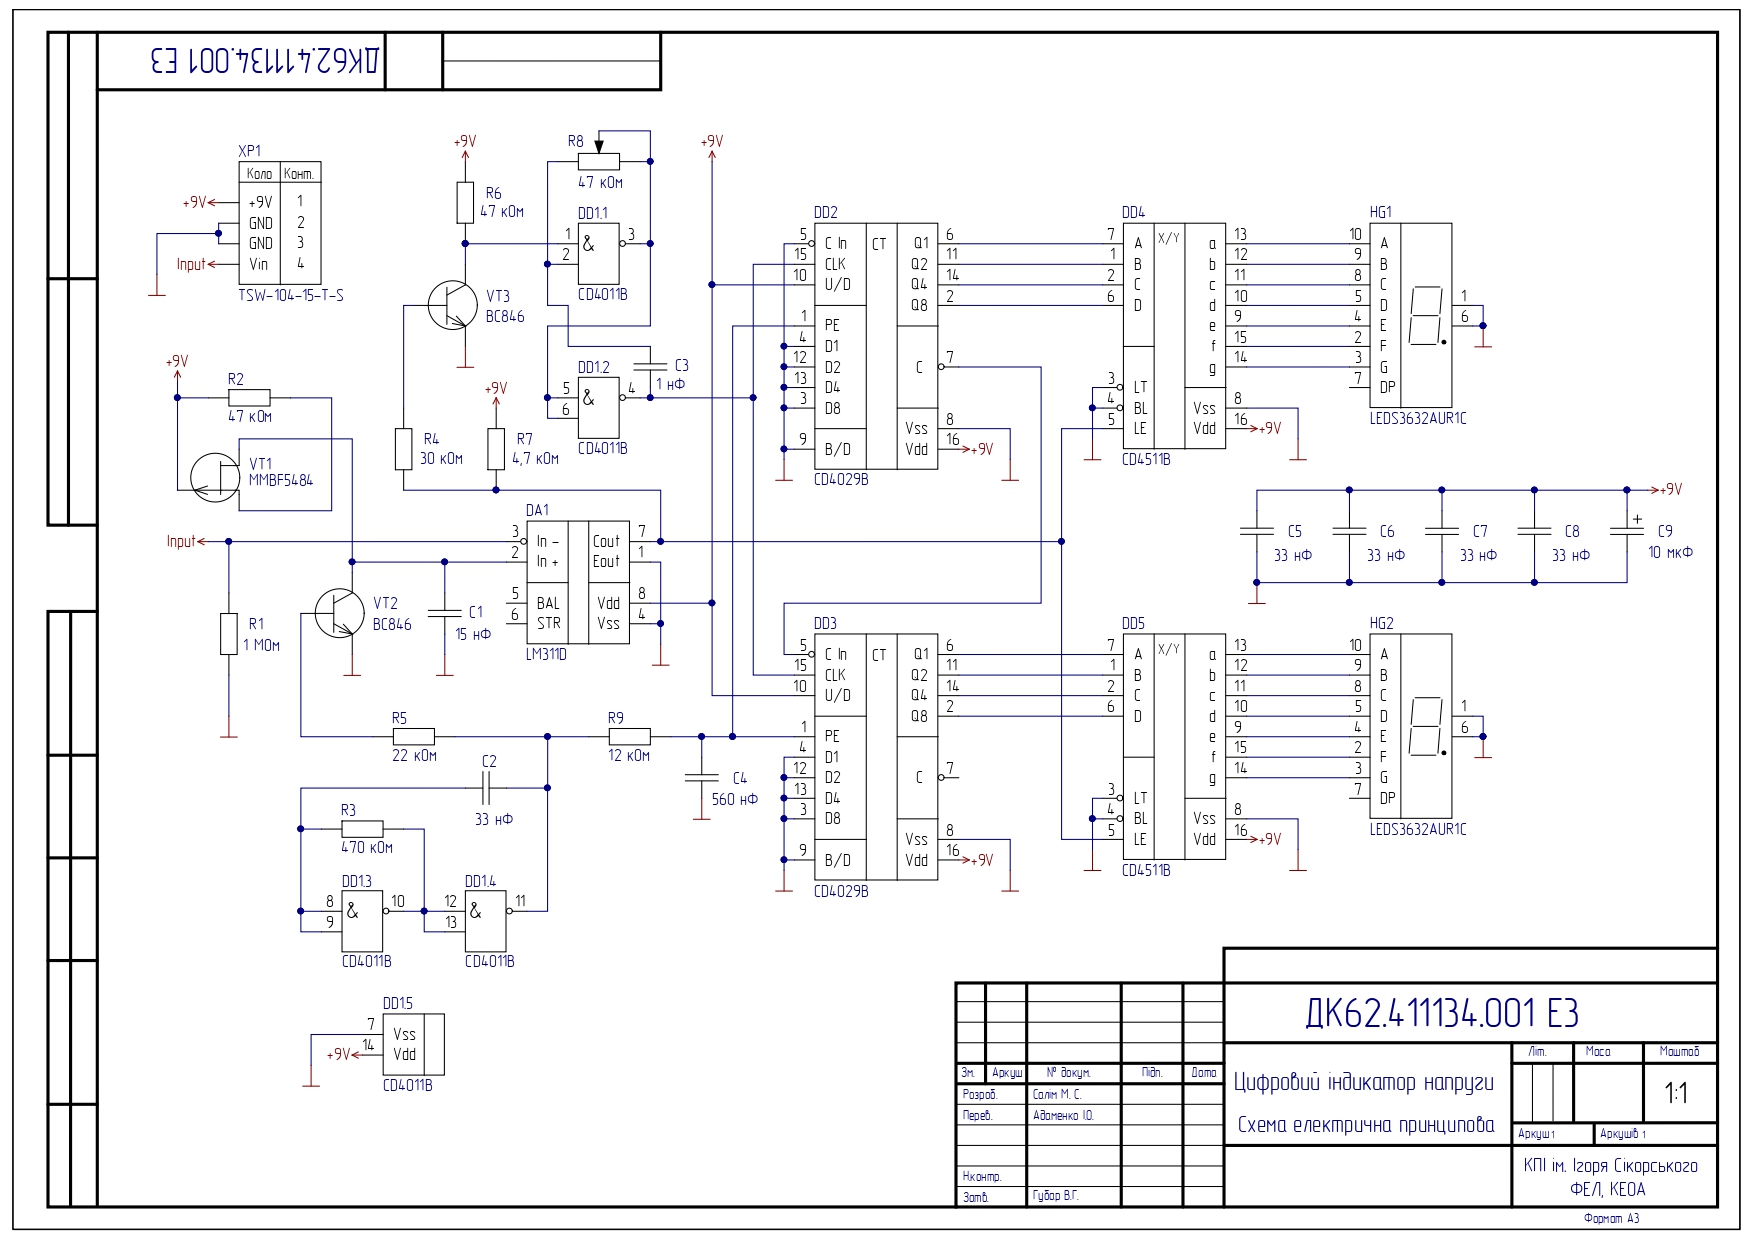 ДК62.411134.001 Е3
XP1
Коло Конт.
+9V +9V 1
GND 2
GND 3
Input Vin 4
TSW-104-15-T-S
+9V
R6
47 кОм
VT3
BC846
R8
47 кОм
DD1.1
1 & 3
2
CD4011B
DD1.2
5 & 4
6
CD4011B
C3
1 нФ
+9V
R2
47 кОм
VT1
MMBF5484
R4
30 кОм
+9V
R7
4,7 кОм
Input
R1
1 МОм
VT2
BC846
C1
15 нФ
DA1
3 In - Cout 7
2 In + Eout 1
5 BAL Vdd 8
6 STR Vss 4
LM311D
R5
22 кОм
R9
12 кОм
C2
33 нФ
C4
560 нФ
R3
470 кОм
DD1.3
8 & 10
9
CD4011B
DD1.4
12 & 11
13
CD4011B
DD1.5
7 Vss
+9V 14 Vdd
CD4011B
+9V
DD2
5 C In CT Q1 6
15 CLK Q2 11
10 U/D Q4 14
Q8 2
1 PE
4 D1
12 D2 C 7
13 D4
3 D8
Vss 8
9 B/D Vdd 16 +9V
CD4029B
DD4
7 A X/Y a 13
1 B b 12
2 C c 11
6 D d 10
e 9
f 15
g 14
3 LT
4 BL Vss 8
5 LE Vdd 16 +9V
CD4511B
HG1
10 A
9 B
8 C
5 D 1
4 E 6
2 F
3 G
7 DP
LEDS3632AUR1C
+9V
C5
33 нФ
C6
33 нФ
C7
33 нФ
C8
33 нФ
+
C9
10 мкФ
DD3
5 C In CT Q1 6
15 CLK Q2 11
10 U/D Q4 14
Q8 2
1 PE
4 D1
12 D2 C 7
13 D4
3 D8
Vss 8
9 B/D Vdd 16 +9V
CD4029B
DD5
7 A X/Y a 13
1 B b 12
2 C c 11
6 D d 10
e 9
f 15
g 14
3 LT
4 BL Vss 8
5 LE Vdd 16 +9V
CD4511B
HG2
10 A
9 B
8 C
5 D 1
4 E 6
2 F
3 G
7 DP
LEDS3632AUR1C
ДК62.411134.001 Е3
Зм. Аркуш № докум. Підп. Дата
Розроб. Салім М. С.
Перев. Адаменко І.О.
Н.контр.
Затв. Губар В.Г.
Цифровий індикатор напруги
Схема електрична принципова
Літ. Маса Маштаб
1:1
Аркуш 1 Аркушів 1
КПІ ім. Ігоря Сікорського
ФЕЛ, КЕОА
Формат А3